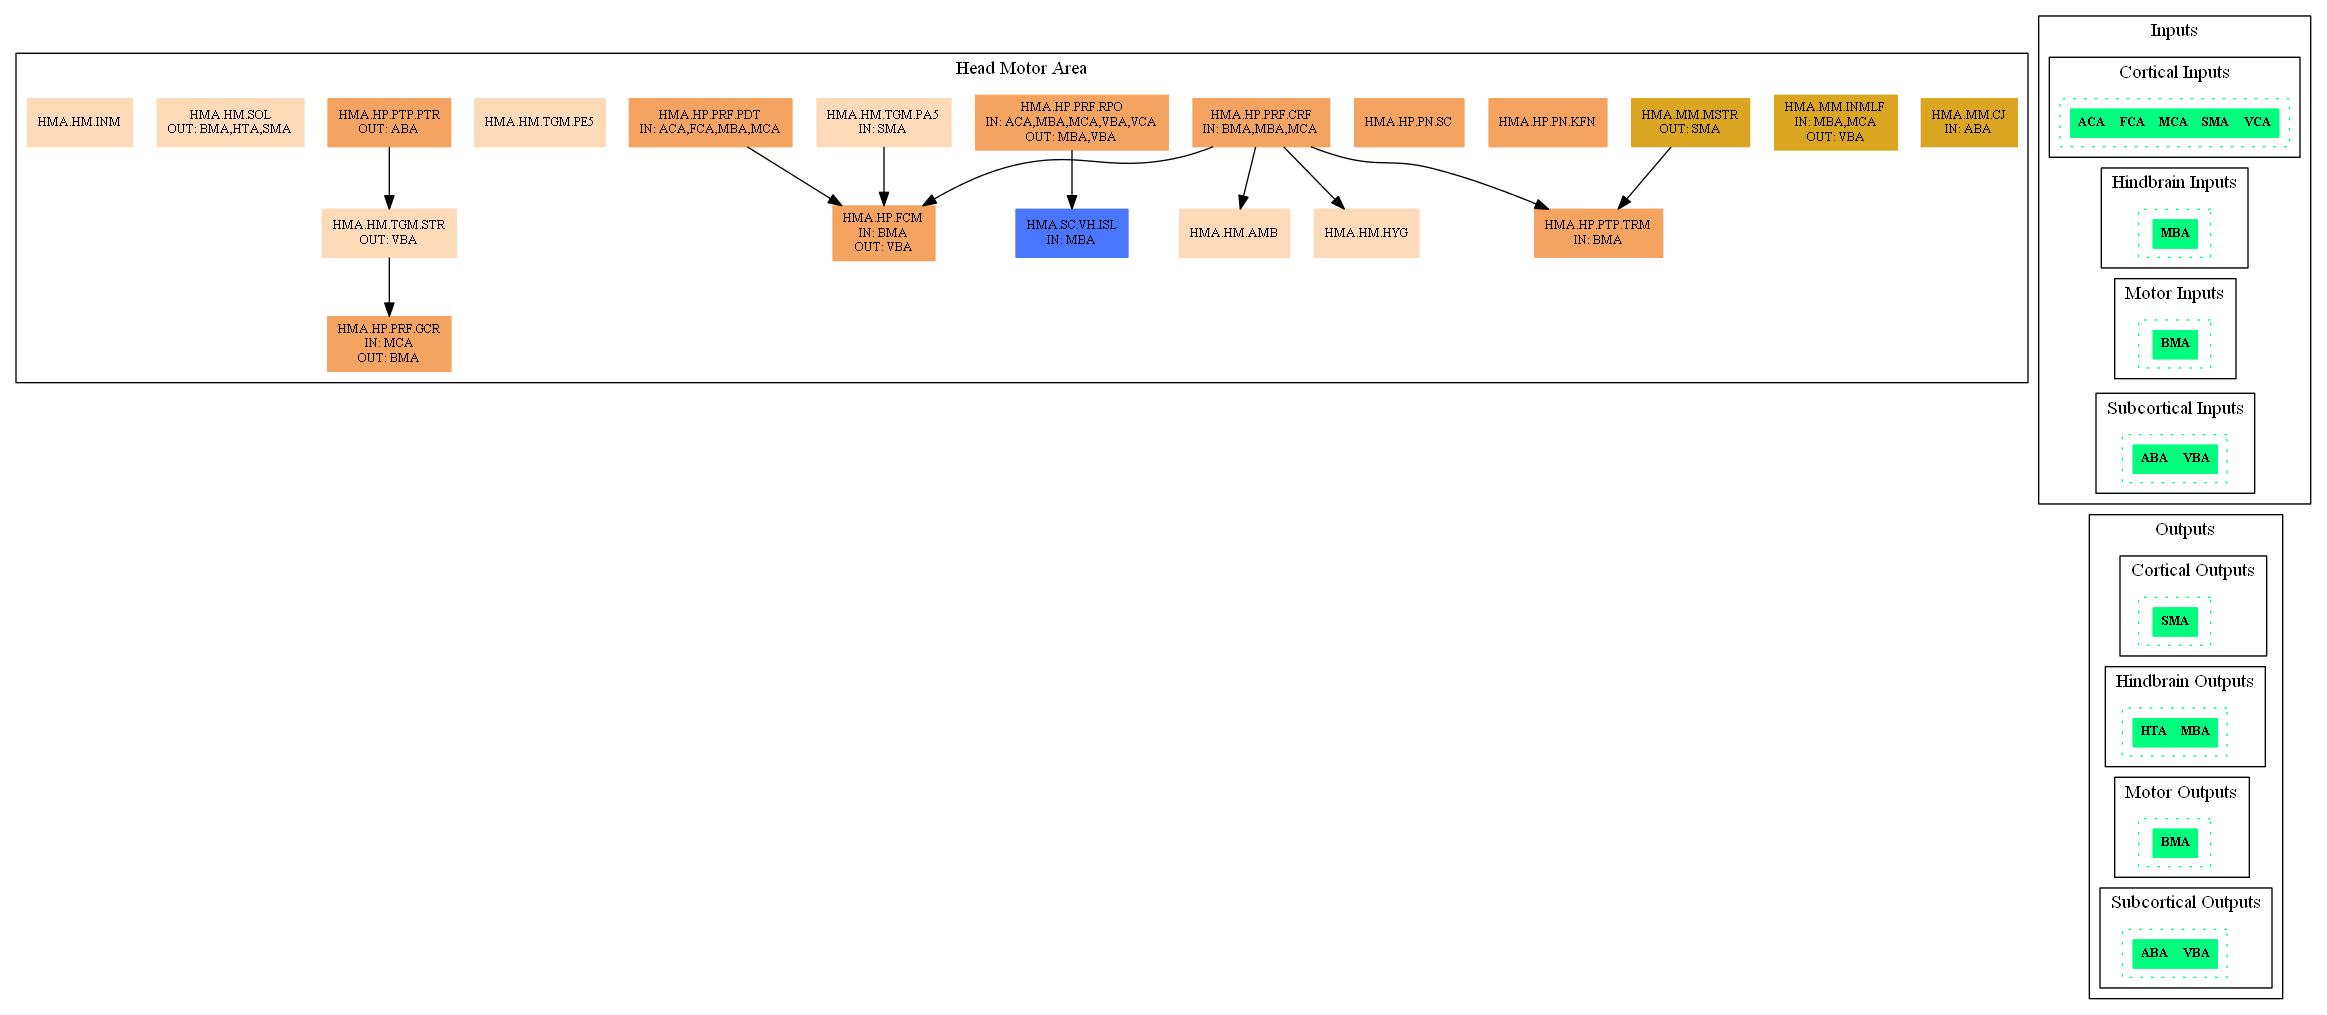 Head Motor Area
HMA.HM.INM
HMA.HM.SOL
OUT: BMA,HTA,SMA
HMA.HP.PTP.PTR
OUT: ABA
HMA.HM.TGM.PE5
HMA.HP.PRF.PDT
IN: ACA,FCA,MBA,MCA
HMA.HM.TGM.PA5
IN: SMA
HMA.HP.PRF.RPO
IN: ACA,MBA,MCA,VBA,VCA
OUT: MBA,VBA
HMA.HP.PRF.CRF
IN: BMA,MBA,MCA
HMA.HP.PN.SC
HMA.HP.PN.KFN
HMA.MM.MSTR
OUT: SMA
HMA.MM.INMLF
IN: MBA,MCA
OUT: VBA
HMA.MM.CJ
IN: ABA
HMA.HM.TGM.STR
OUT: VBA
HMA.HP.FCM
IN: BMA
OUT: VBA
HMA.SC.VH.ISL
IN: MBA
HMA.HM.AMB
HMA.HM.HYG
HMA.HP.PTP.TRM
IN: BMA
HMA.HP.PRF.GCR
IN: MCA
OUT: BMA
Inputs
Cortical Inputs
ACA FCA MCA SMA VCA
Hindbrain Inputs
MBA
Motor Inputs
BMA
Subcortical Inputs
ABA VBA
Outputs
Cortical Outputs
SMA
Hindbrain Outputs
HTA MBA
Motor Outputs
BMA
Subcortical Outputs
ABA VBA